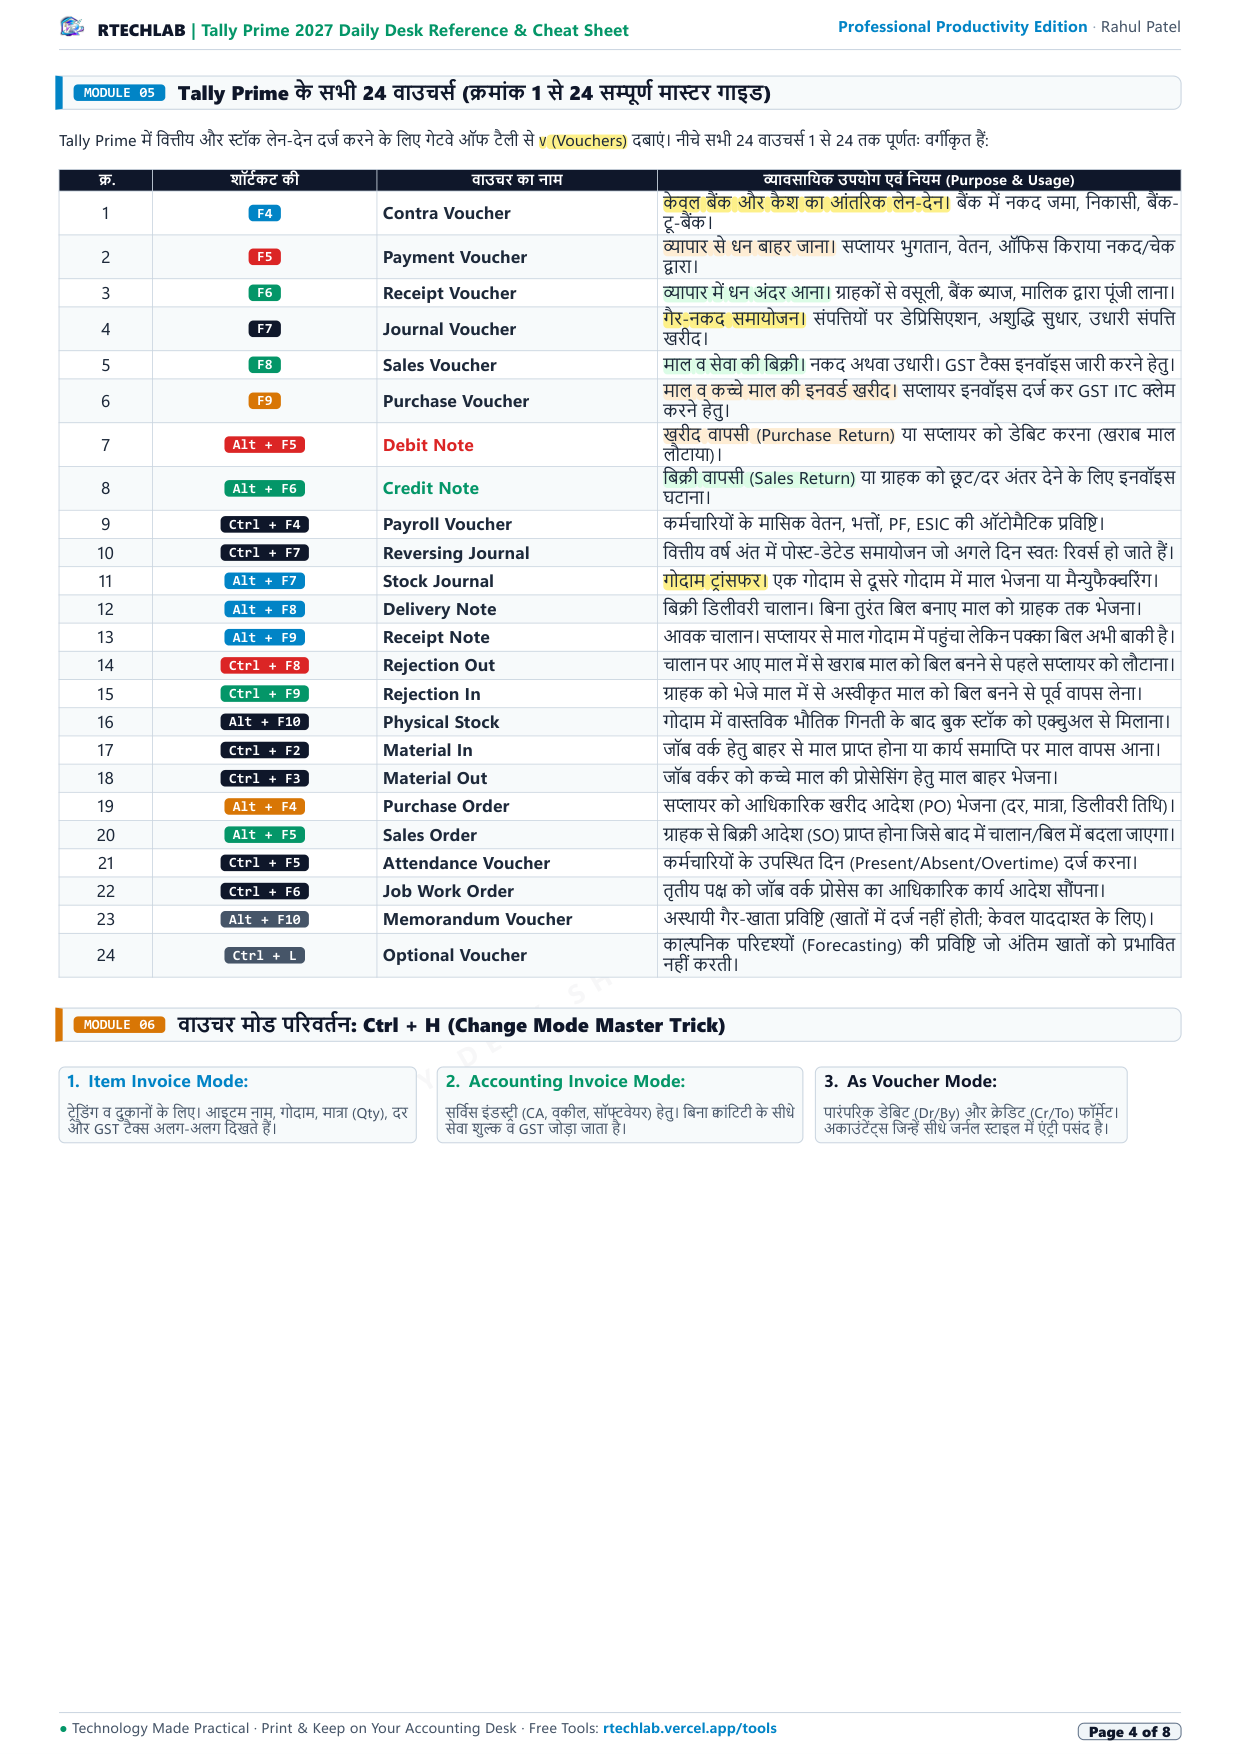 RTECHLAB | Tally Prime 2027 Daily Desk Reference & Cheat Sheet
Professional Productivity Edition · Rahul Patel
MODULE 05 Tally Prime के सभी 24 वाउचर्स (क्रमांक 1 से 24 सम्पूर्ण मास्टर गाइड)
Tally Prime में वित्तीय और स्टॉक लेन-देन दर्ज करने के लिए गेटवे ऑफ टैली से v (Vouchers) दबाएं। नीचे सभी 24 वाउचर्स 1 से 24 तक पूर्णतः वर्गीकृत हैं:
क्र. शॉर्टकट की वाउचर का नाम व्यावसायिक उपयोग एवं नियम (Purpose & Usage)
1 F4 Contra Voucher केवल बैंक और कैश का आंतरिक लेन-देन। बैंक में नकद जमा, निकासी, बैंक-
टू-बैंक।
2 F5 Payment Voucher व्यापार से धन बाहर जाना। सप्लायर भुगतान, वेतन, ऑफिस किराया नकद/चेक
द्वारा।
3 F6 Receipt Voucher व्यापार में धन अंदर आना। ग्राहकों से वसूली, बैंक ब्याज, मालिक द्वारा पूंजी लाना।
4 F7 Journal Voucher गैर-नकद समायोजन। संपत्तियों पर डेप्रिसिएशन, अशुद्धि सुधार, उधारी संपत्ति
खरीद।
5 F8 Sales Voucher माल व सेवा की बिक्री। नकद अथवा उधारी। GST टैक्स इनवॉइस जारी करने हेतु।
6 F9 Purchase Voucher माल व कच्चे माल की इनवर्ड खरीद। सप्लायर इनवॉइस दर्ज कर GST ITC क्लेम
करने हेतु।
7 Alt + F5 Debit Note खरीद वापसी (Purchase Return) या सप्लायर को डेबिट करना (खराब माल
लौटाया)।
8 Alt + F6 Credit Note बिक्री वापसी (Sales Return) या ग्राहक को छूट/दर अंतर देने के लिए इनवॉइस
घटाना।
9 Ctrl + F4 Payroll Voucher कर्मचारियों के मासिक वेतन, भत्तों, PF, ESIC की ऑटोमैटिक प्रविष्टि।
10 Ctrl + F7 Reversing Journal वित्तीय वर्ष अंत में पोस्ट-डेटेड समायोजन जो अगले दिन स्वतः रिवर्स हो जाते हैं।
11 Alt + F7 Stock Journal गोदाम ट्रांसफर। एक गोदाम से दूसरे गोदाम में माल भेजना या मैन्युफैक्चरिंग।
12 Alt + F8 Delivery Note बिक्री डिलीवरी चालान। बिना तुरंत बिल बनाए माल को ग्राहक तक भेजना।
13 Alt + F9 Receipt Note आवक चालान। सप्लायर से माल गोदाम में पहुंचा लेकिन पक्का बिल अभी बाकी है।
14 Ctrl + F8 Rejection Out चालान पर आए माल में से खराब माल को बिल बनने से पहले सप्लायर को लौटाना।
15 Ctrl + F9 Rejection In ग्राहक को भेजे माल में से अस्वीकृत माल को बिल बनने से पूर्व वापस लेना।
16 Alt + F10 Physical Stock गोदाम में वास्तविक भौतिक गिनती के बाद बुक स्टॉक को एक्चुअल से मिलाना।
17 Ctrl + F2 Material In जॉब वर्क हेतु बाहर से माल प्राप्त होना या कार्य समाप्ति पर माल वापस आना।
18 Ctrl + F3 Material Out जॉब वर्कर को कच्चे माल की प्रोसेसिंग हेतु माल बाहर भेजना।
19 Alt + F4 Purchase Order सप्लायर को आधिकारिक खरीद आदेश (PO) भेजना (दर, मात्रा, डिलीवरी तिथि)।
20 Alt + F5 Sales Order ग्राहक से बिक्री आदेश (SO) प्राप्त होना जिसे बाद में चालान/बिल में बदला जाएगा।
21 Ctrl + F5 Attendance Voucher कर्मचारियों के उपस्थित दिन (Present/Absent/Overtime) दर्ज करना।
22 Ctrl + F6 Job Work Order तृतीय पक्ष को जॉब वर्क प्रोसेस का आधिकारिक कार्य आदेश सौंपना।
23 Alt + F10 Memorandum Voucher अस्थायी गैर-खाता प्रविष्टि (खातों में दर्ज नहीं होती; केवल याददाश्त के लिए)।
24 Ctrl + L Optional Voucher काल्पनिक परिदृश्यों (Forecasting) की प्रविष्टि जो अंतिम खातों को प्रभावित
नहीं करती।
MODULE 06 वाउचर मोड परिवर्तन: Ctrl + H (Change Mode Master Trick)
1. Item Invoice Mode:
ट्रेडिंग व दुकानों के लिए। आइटम नाम, गोदाम, मात्रा (Qty), दर
और GST टैक्स अलग-अलग दिखते हैं।
2. Accounting Invoice Mode:
सर्विस इंडस्ट्री (CA, वकील, सॉफ्टवेयर) हेतु। बिना क्वांटिटी के सीधे
सेवा शुल्क व GST जोड़ा जाता है।
3. As Voucher Mode:
पारंपरिक डेबिट (Dr/By) और क्रेडिट (Cr/To) फॉर्मेट।
अकाउंटेंट्स जिन्हें सीधे जर्नल स्टाइल में एंट्री पसंद है।
● Technology Made Practical · Print & Keep on Your Accounting Desk · Free Tools: rtechlab.vercel.app/tools
Page 4 of 8